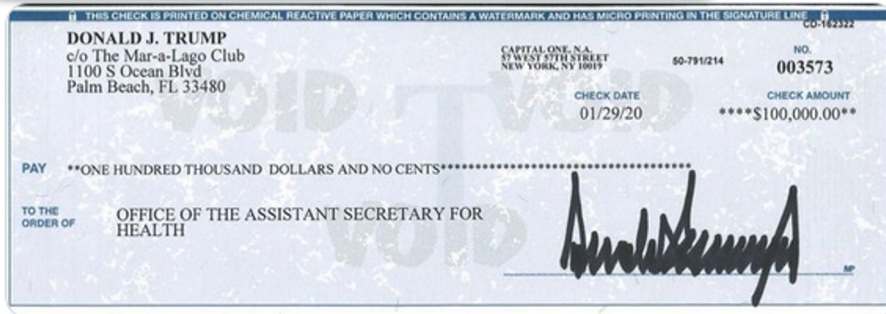 THIS CHECK IS PRINTED ON CHEMICAL REACTIVE PAPER WHICH CONTAINS A WATERMARK AND HAS MICRO PRINTING IN THE SIGNATURE LINE
CD-162322
DONALD J. TRUMP
c/o The Mar-a-Lago Club
1100 S Ocean Blvd
Palm Beach, FL 33480
CAPITAL ONE, N.A.
57 WEST 57TH STREET
NEW YORK, NY 10019
50-791/214
NO.
003573
CHECK DATE
01/29/20
CHECK AMOUNT
****$100,000.00**
VOID VOID
T
PAY **ONE HUNDRED THOUSAND DOLLARS AND NO CENTS**************************************
TO THE
ORDER OF
OFFICE OF THE ASSISTANT SECRETARY FOR
HEALTH
VOID
MP